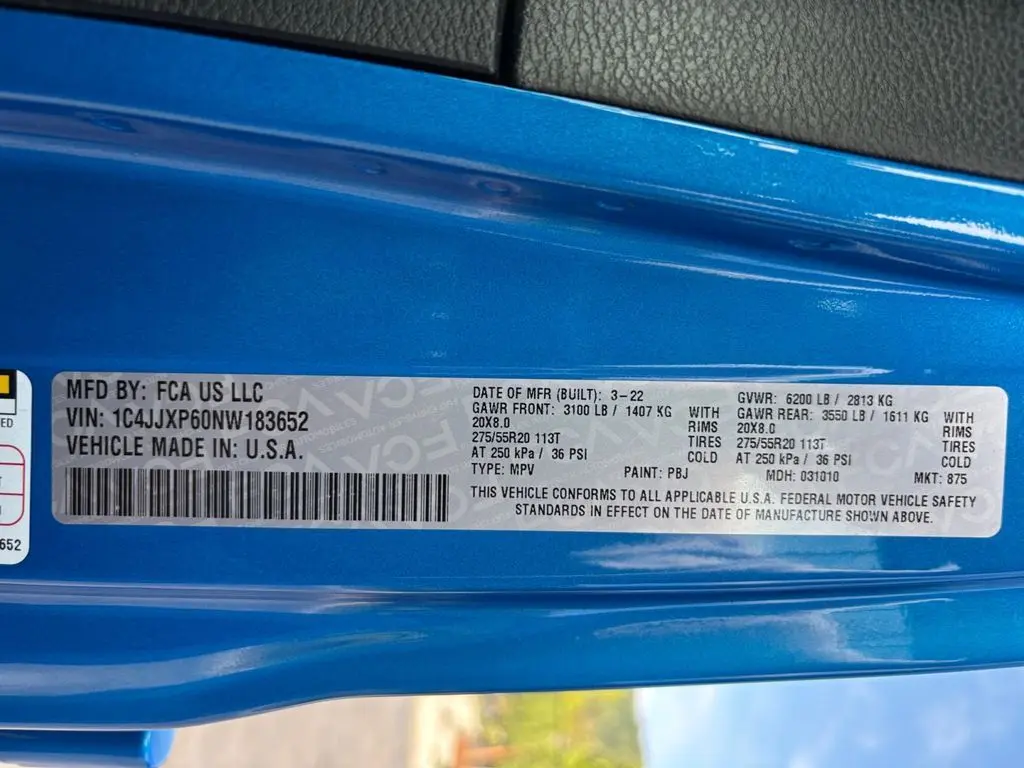 MFD BY: FCA US LLC
VIN: 1C4JJXP60NW183652
VEHICLE MADE IN: U.S.A.
DATE OF MFR (BUILT): 3-22
GAWR FRONT: 3100 LB / 1407 KG WITH
20X8.0 RIMS
275/55R20 113T TIRES
AT 250 kPa / 36 PSI COLD
TYPE: MPV PAINT: PBJ
GVWR: 6200 LB / 2813 KG
GAWR REAR: 3550 LB / 1611 KG WITH
20X8.0 RIMS
275/55R20 113T TIRES
AT 250 kPa / 36 PSI COLD
MDH: 031010 MKT: 875
THIS VEHICLE CONFORMS TO ALL APPLICABLE U.S.A. FEDERAL MOTOR VEHICLE SAFETY
STANDARDS IN EFFECT ON THE DATE OF MANUFACTURE SHOWN ABOVE.
ED
652